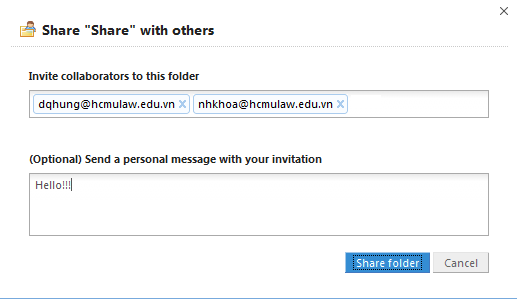 Share "Share" with others
Invite collaborators to this folder
dqhung@hcmulaw.edu.vn x nhkhoa@hcmulaw.edu.vn x
(Optional) Send a personal message with your invitation
Hello!!!
Share folder Cancel